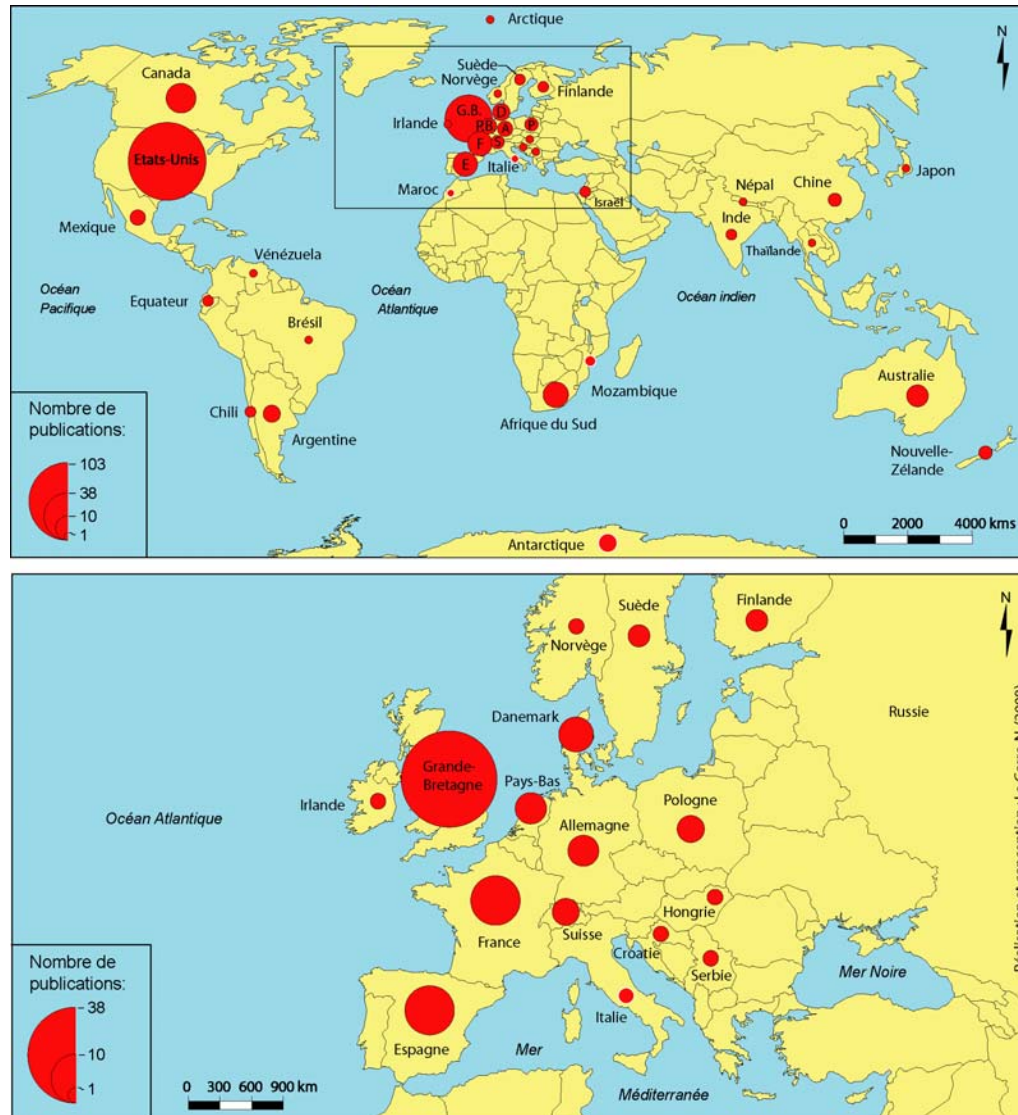 Arctique
N
Canada
Suède
Norvège
Finlande
G.B.
D
Irlande
P.B
P
A
Etats-Unis
F
S
E
Italie
Maroc
Israël
Japon
Népal
Chine
Inde
Thaïlande
Mexique
Vénézuela
Océan
Pacifique
Equateur
Océan
Atlantique
Océan indien
Brésil
Mozambique
Australie
Chili
Argentine
Afrique du Sud
Nouvelle-
Zélande
Nombre de
publications:
103
38
10
1
Antarctique
0 2000 4000 kms
N
Suède
Finlande
Norvège
Russie
Danemark
Grande-
Bretagne
Pays-Bas
Irlande
Océan Atlantique
Pologne
Allemagne
Hongrie
France
Suisse
Croatie
Serbie
Mer Noire
Italie
Espagne
Mer
Méditerranée
Nombre de
publications:
38
10
1
0 300 600 900 km